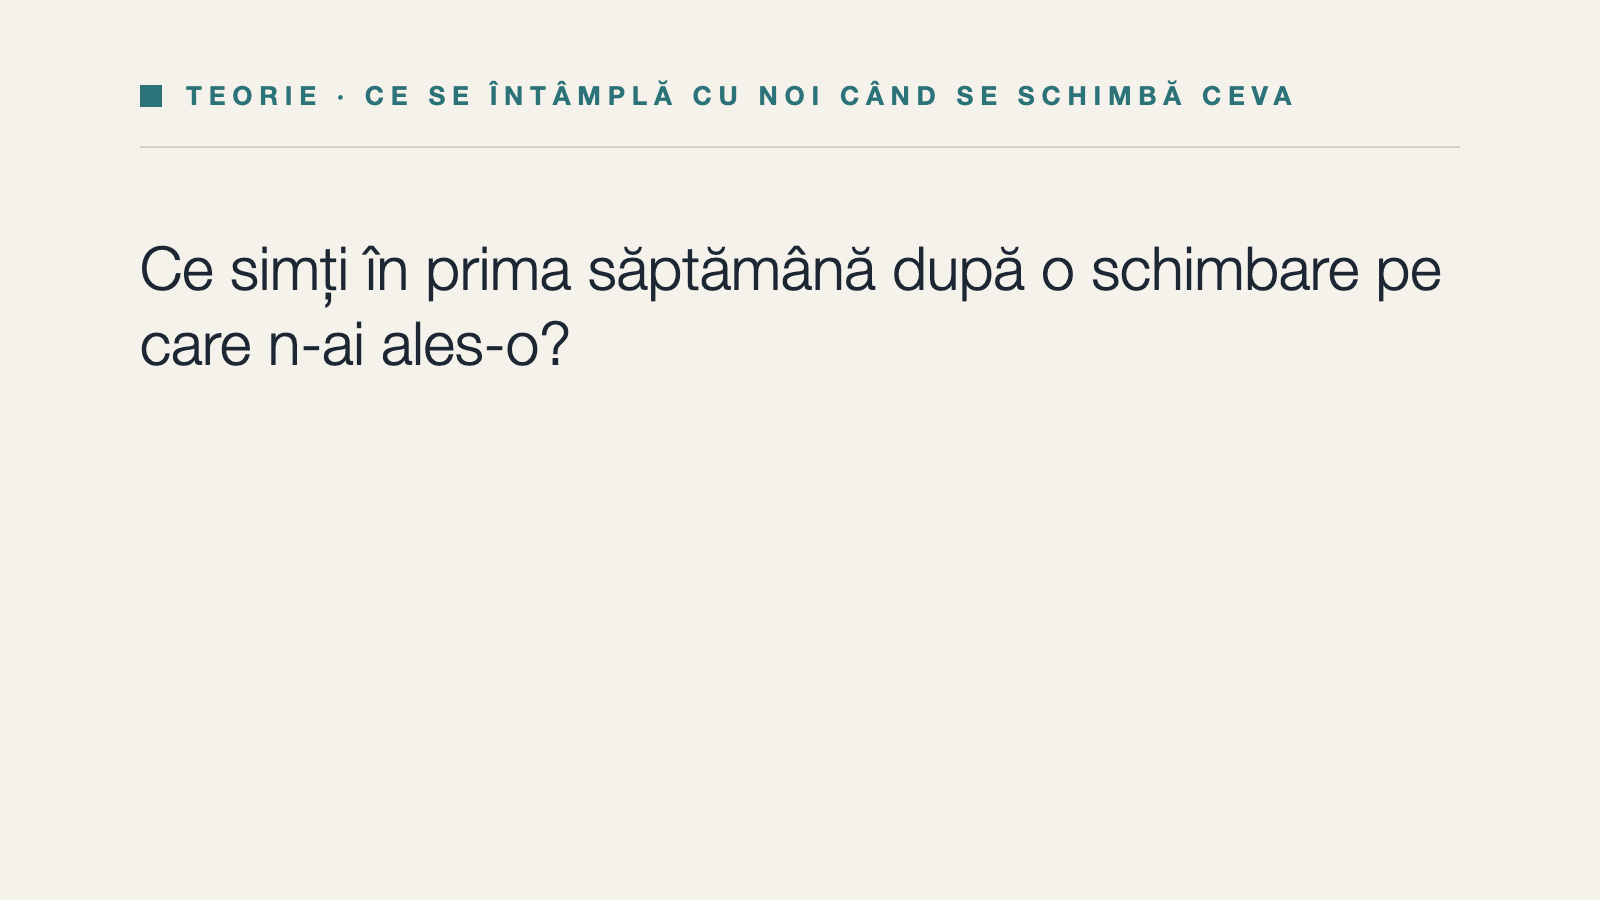 TEORIE · CE SE ÎNTÂMPLĂ CU NOI CÂND SE SCHIMBĂ CEVA
Ce simți în prima săptămână după o schimbare pe
care n-ai ales-o?